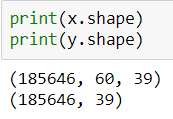 print(x.shape)
print(y.shape)
(185646, 60, 39)
(185646, 39)